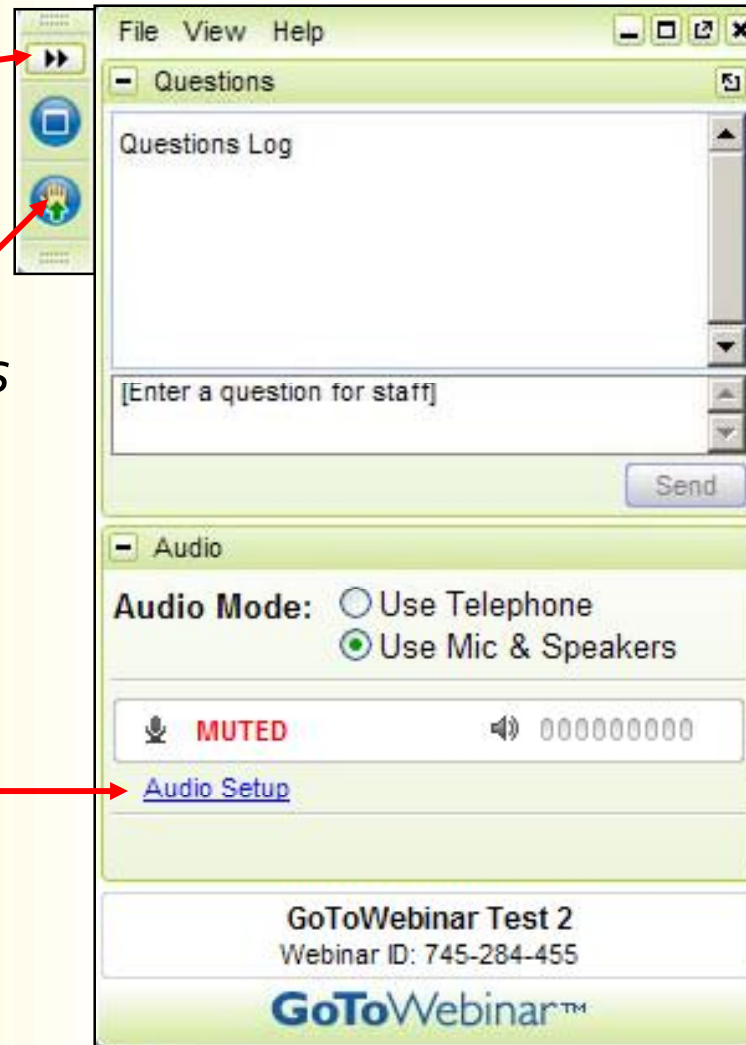 File View Help
Questions
Questions Log
s
[Enter a question for staff]
Send
Audio
Audio Mode: Use Telephone
Use Mic & Speakers
MUTED 000000000
Audio Setup
GoToWebinar Test 2
Webinar ID: 745-284-455
GoToWebinar™